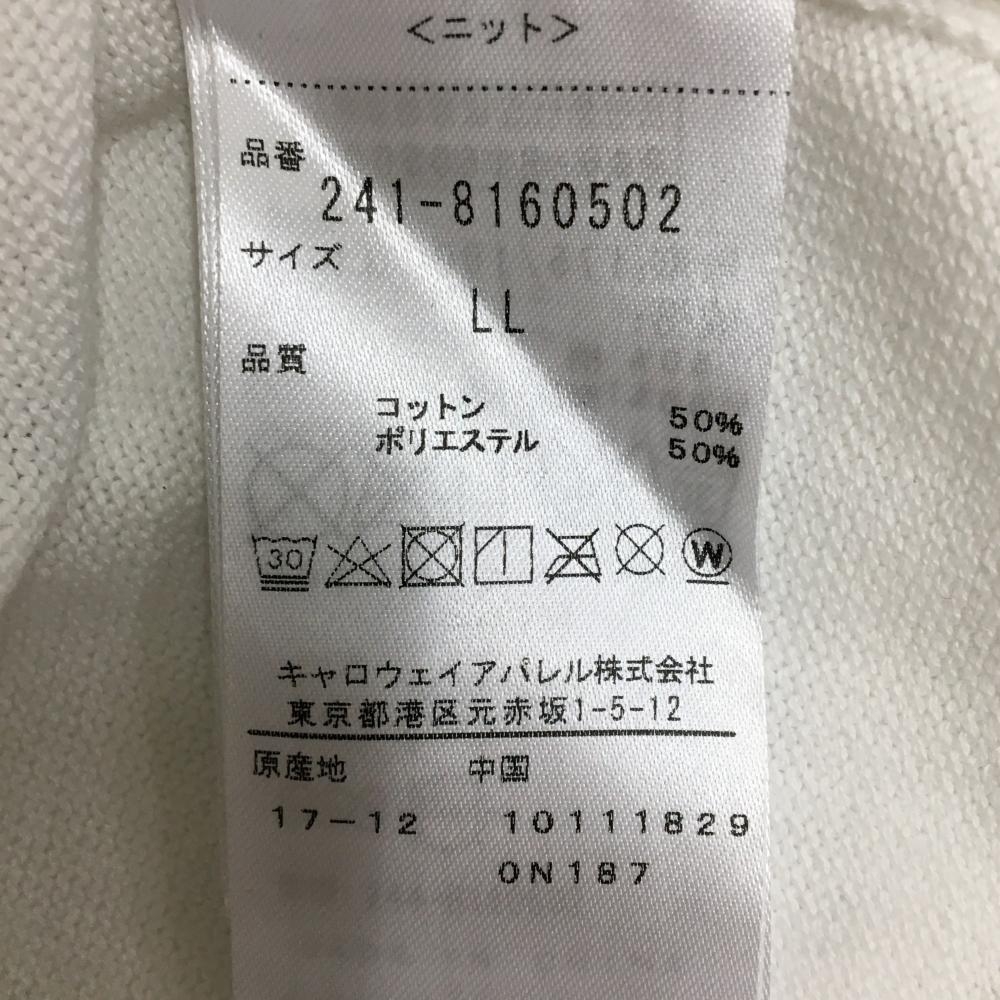 <ニット>
品番
241-8160502
サイズ
LL
品質
コットン 50%
ポリエステル 50%
30 W
キャロウェイアパレル株式会社
東京都港区元赤坂1-5-12
原産地 中国
17-12 10111829
0N187